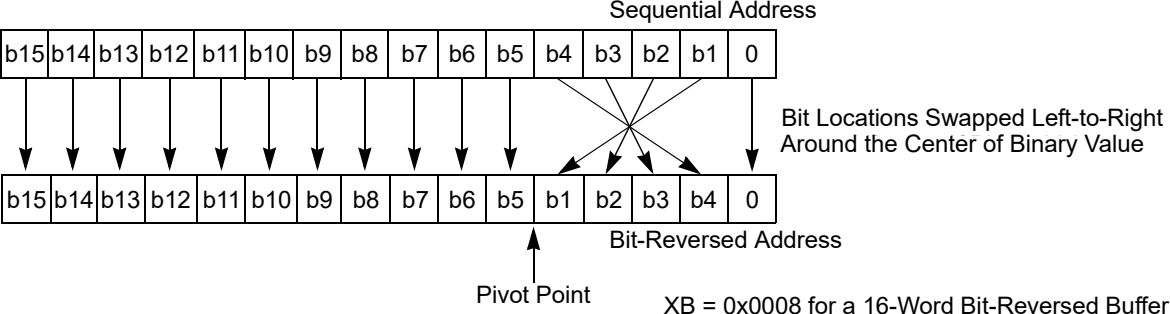 Sequential Address
b15 b14 b13 b12 b11 b10 b9 b8 b7 b6 b5 b4 b3 b2 b1 0
Bit Locations Swapped Left-to-Right
Around the Center of Binary Value
b15 b14 b13 b12 b11 b10 b9 b8 b7 b6 b5 b1 b2 b3 b4 0
Bit-Reversed Address
Pivot Point
XB = 0x0008 for a 16-Word Bit-Reversed Buffer